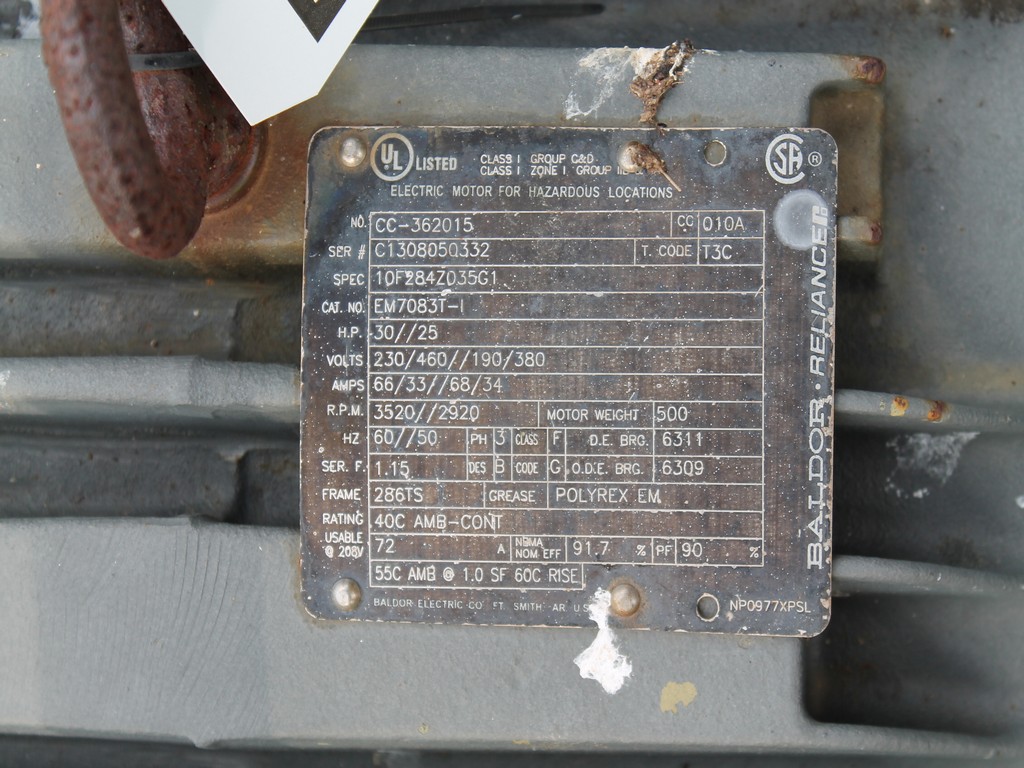 UL LISTED CLASS I GROUP C&D
CLASS I ZONE I GROUP
SA ®
ELECTRIC MOTOR FOR HAZARDOUS LOCATIONS
NO. CC-362015 CC 010A
SER # C1308050332 T. CODE T3C
SPEC 10F284Z035G1
CAT. NO. EM7083T-I
H.P. 30//25
VOLTS 230/460//190/380
AMPS 66/33//68/34
R.P.M. 3520//2920 MOTOR WEIGHT 500
HZ 60//50 PH 3 CLASS F D.E. BRG. 6311
SER. F. 1.15 DES B CODE G O.D.E. BRG. 6309
FRAME 286TS GREASE POLYREX EM
RATING 40C AMB-CONT
USABLE @ 208V 72 A NEMA NOM EFF 91.7 % PF 90 %
55C AMB @ 1.0 SF 60C RISE
BALDOR ELECTRIC CO FT. SMITH AR U S
NP0977XPSL
BALDOR · RELIANCER